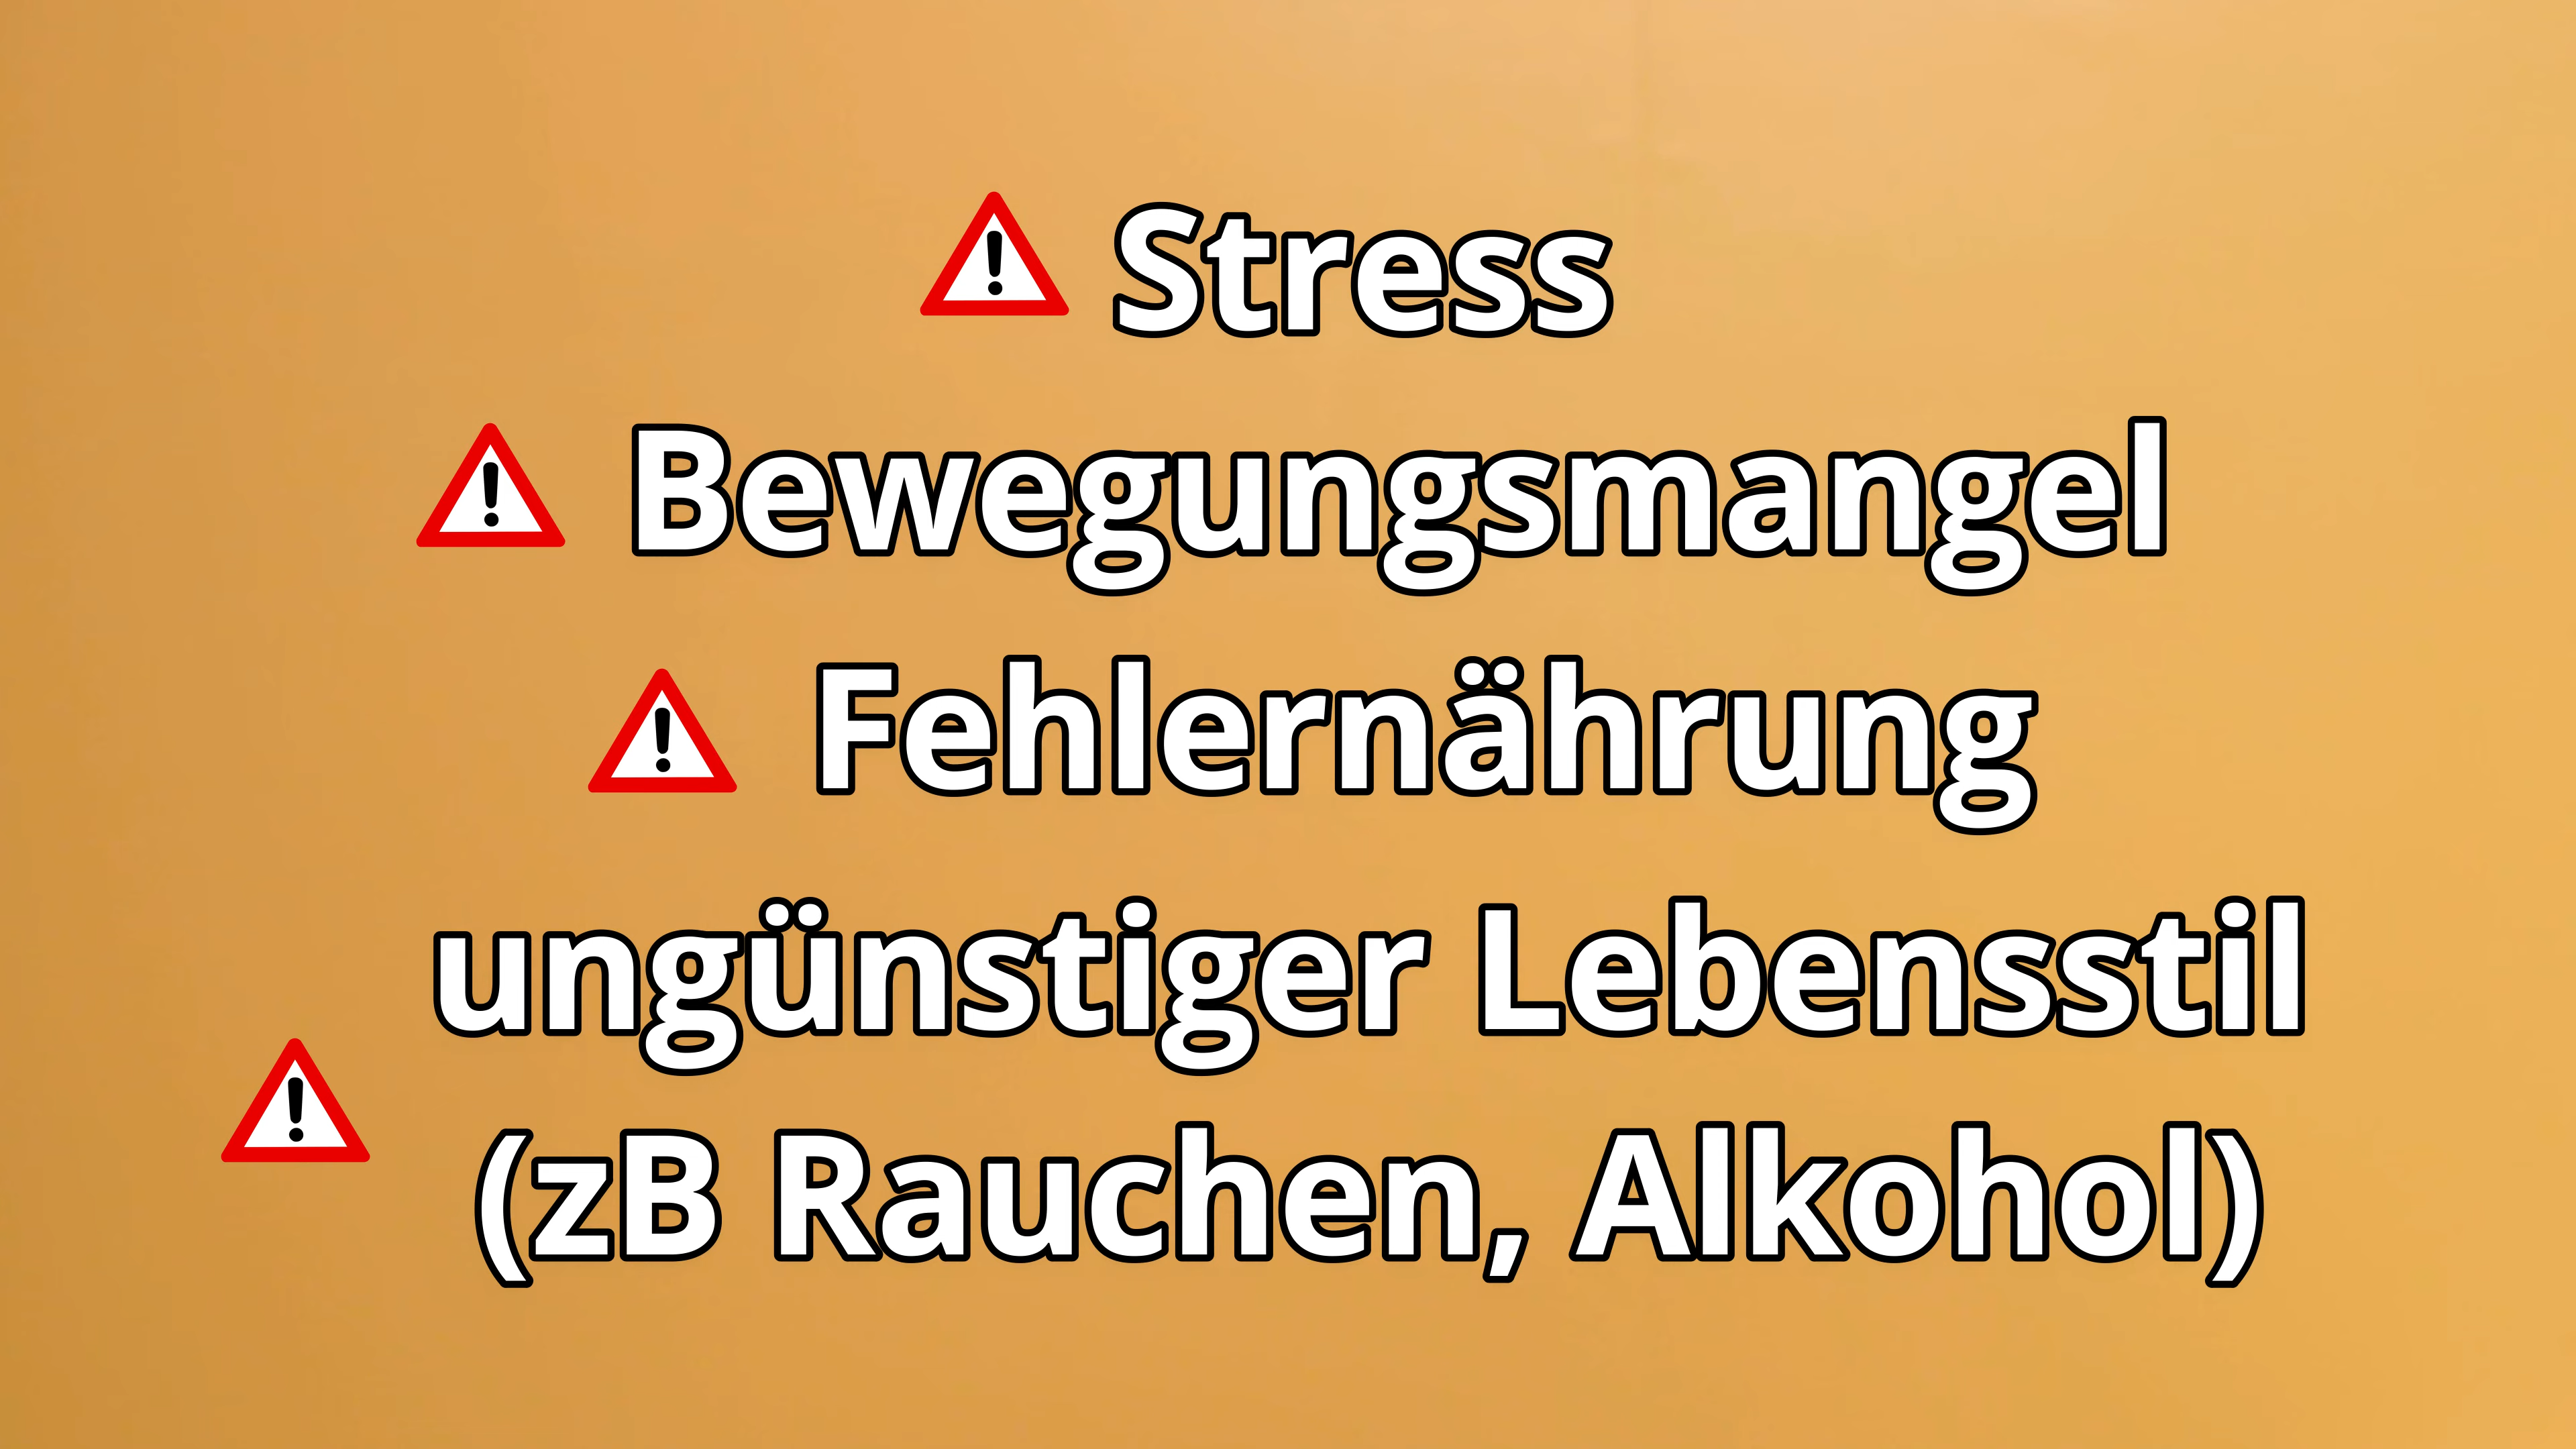 Stress
Bewegungsmangel
Fehlernährung
ungünstiger Lebensstil
(zB Rauchen, Alkohol)